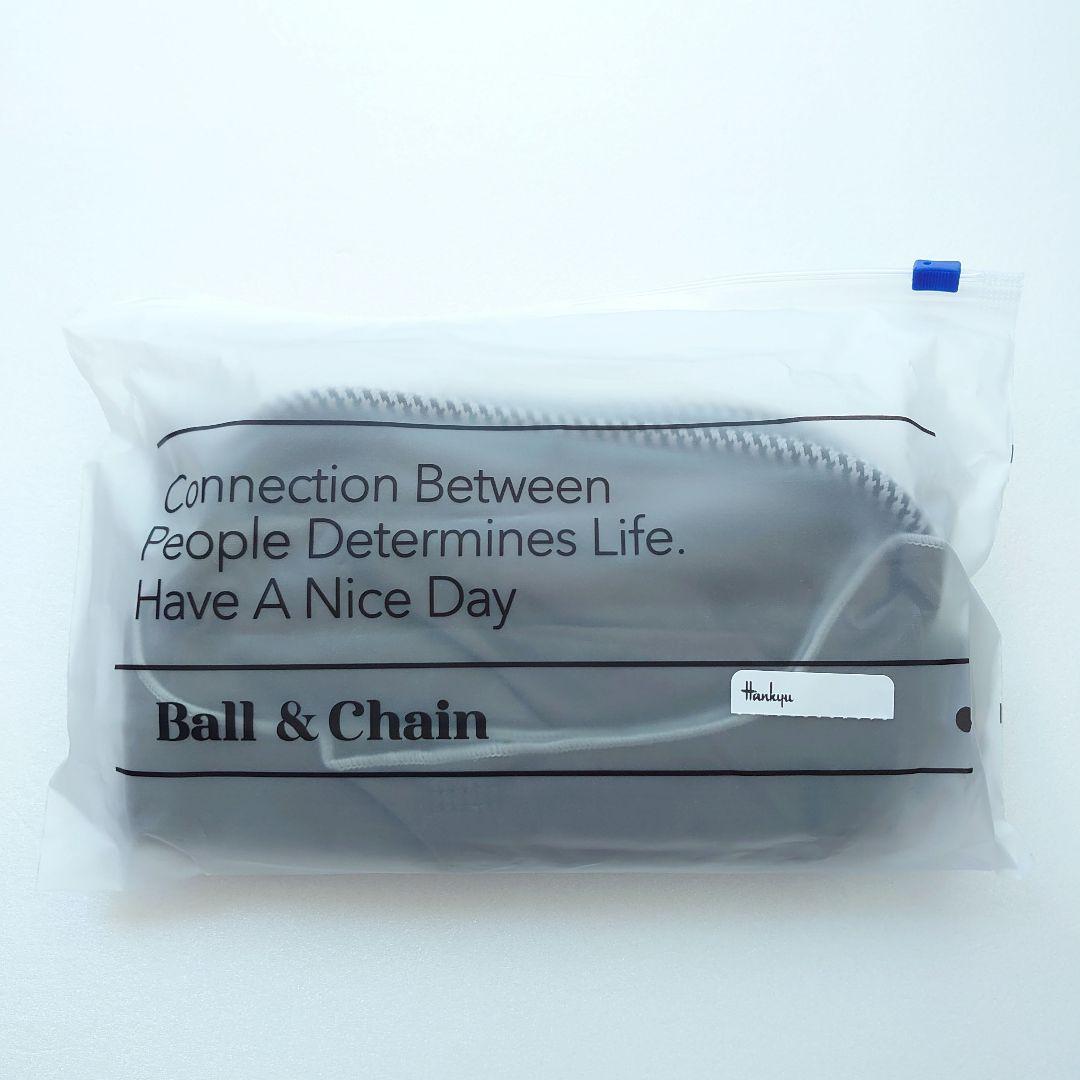 Connection Between
People Determines Life.
Have A Nice Day
Hankyu
Ball & Chain